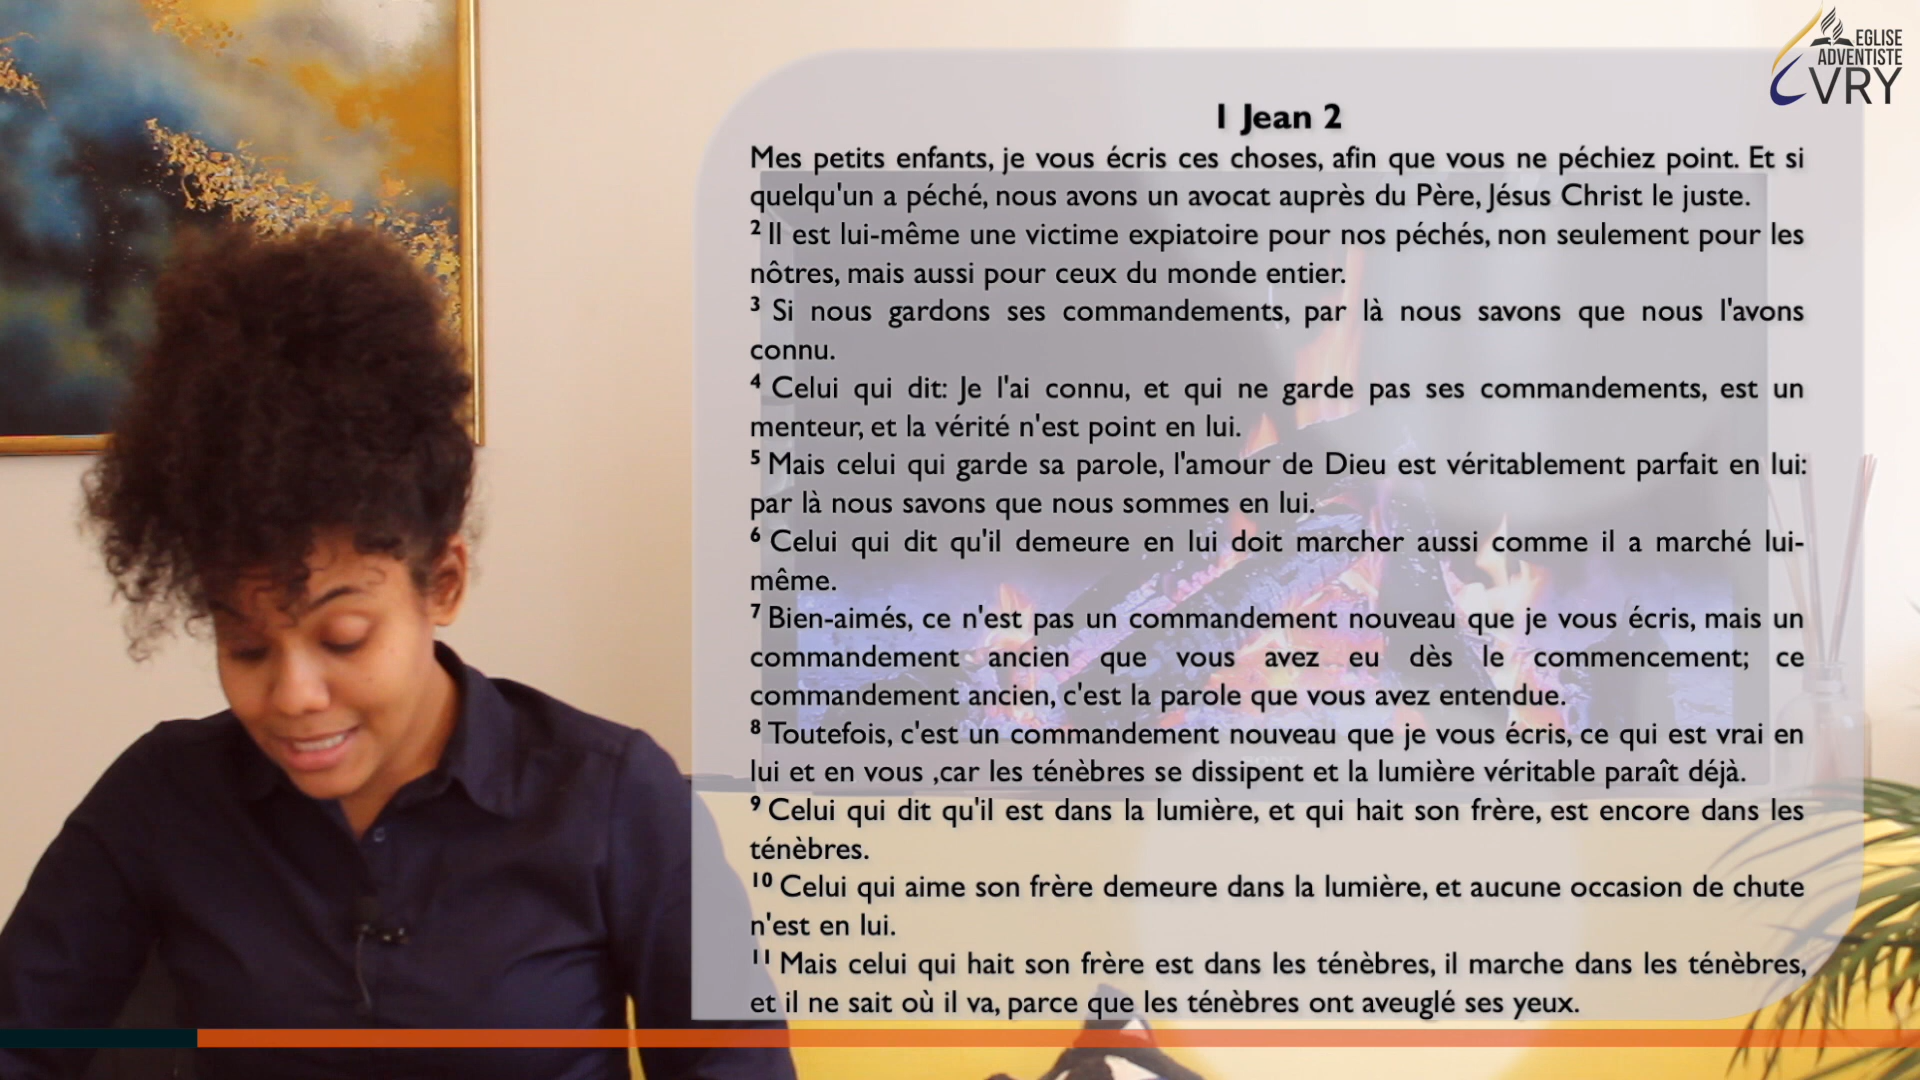 EGLISE
ADVENTISTE
VRY
1 Jean 2
Mes petits enfants, je vous écris ces choses, afin que vous ne péchiez point. Et si
quelqu'un a péché, nous avons un avocat auprès du Père, Jésus Christ le juste.
2 Il est lui-même une victime expiatoire pour nos péchés, non seulement pour les
nôtres, mais aussi pour ceux du monde entier.
3 Si nous gardons ses commandements, par là nous savons que nous l'avons
connu.
4 Celui qui dit: Je l'ai connu, et qui ne garde pas ses commandements, est un
menteur, et la vérité n'est point en lui.
5 Mais celui qui garde sa parole, l'amour de Dieu est véritablement parfait en lui:
par là nous savons que nous sommes en lui.
6 Celui qui dit qu'il demeure en lui doit marcher aussi comme il a marché lui-
même.
7 Bien-aimés, ce n'est pas un commandement nouveau que je vous écris, mais un
commandement ancien que vous avez eu dès le commencement; ce
commandement ancien, c'est la parole que vous avez entendue.
8 Toutefois, c'est un commandement nouveau que je vous écris, ce qui est vrai en
lui et en vous ,car les ténèbres se dissipent et la lumière véritable paraît déjà.
9 Celui qui dit qu'il est dans la lumière, et qui hait son frère, est encore dans les
ténèbres.
10 Celui qui aime son frère demeure dans la lumière, et aucune occasion de chute
n'est en lui.
11 Mais celui qui hait son frère est dans les ténèbres, il marche dans les ténèbres,
et il ne sait où il va, parce que les ténèbres ont aveuglé ses yeux.